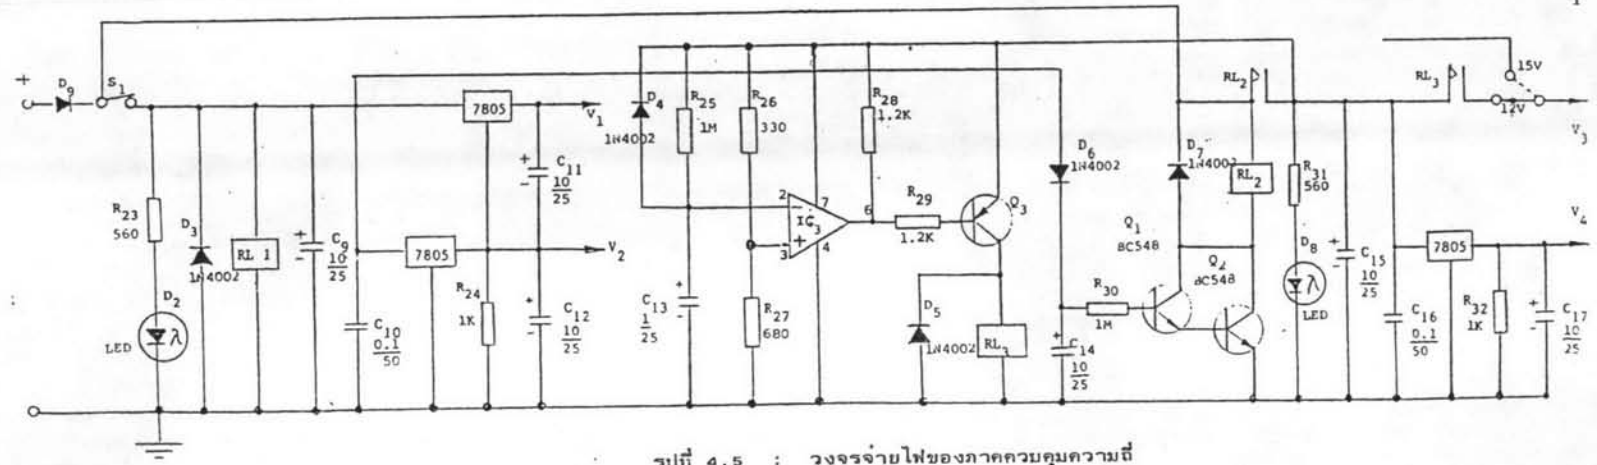 +
D9
S1
7805
V1
D4
1N4002
R25
1M
R26
330
R28
1.2K
RL2
RL3
15V
12V
V3
D6
1N4002
D7
1N4002
RL2
R31
560
C11
10
25
+
-
R23
560
D3
1N4002
RL 1
+
-
C9
10
25
7805
V2
2
-
7
IC3
6
+
3
4
R29
1.2K
Q3
Q1
BC548
Q2
BC548
D8
LED
λ
+
-
C15
10
25
V4
7805
D2
LED
λ
C10
0.1
50
R24
1K
+
-
C12
10
25
C13
1
25
+
-
R27
680
D5
1N4002
RL3
R30
1M
+
-
C14
10
25
C16
0.1
50
R32
1K
+
-
C17
10
25
รูปที่ 4.5 : วงจรจ่ายไฟของภาคควบคุมความถี่